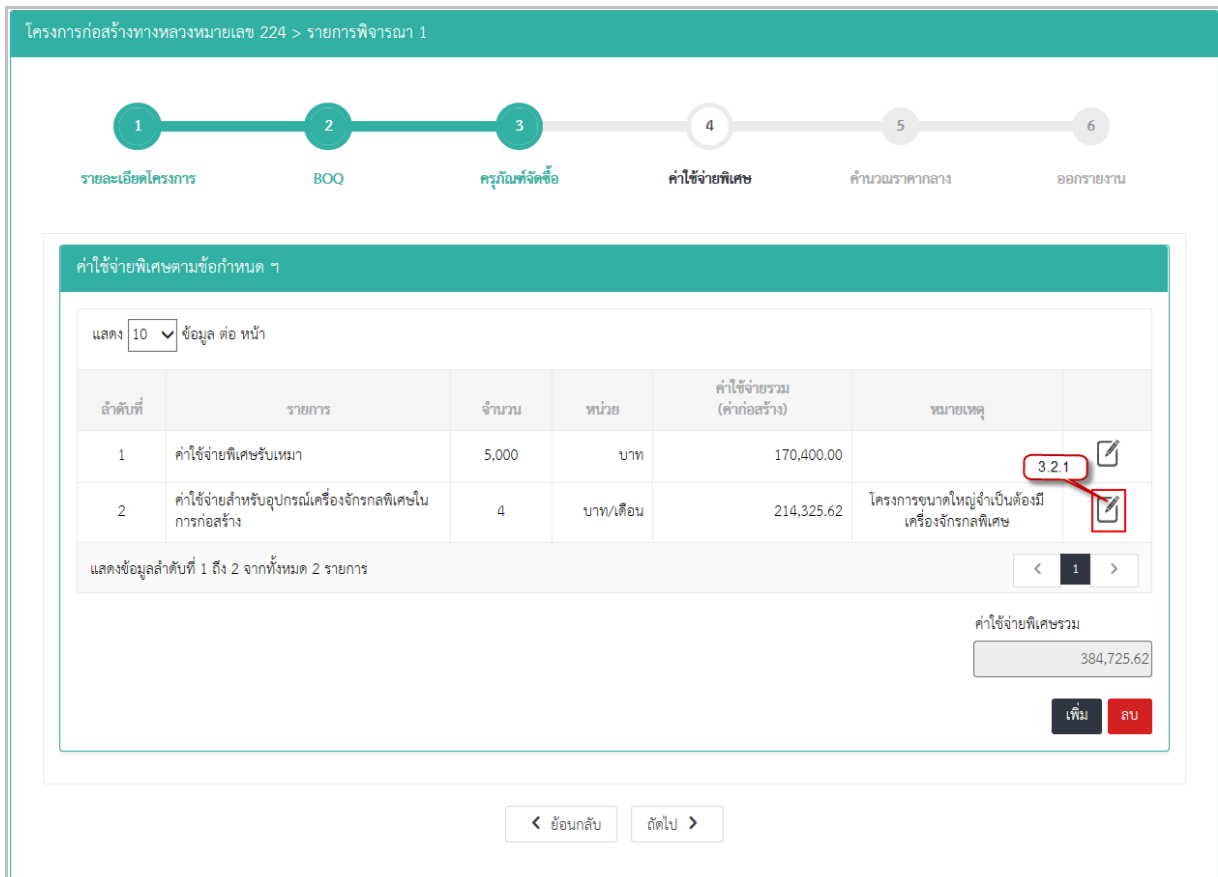 โครงการก่อสร้างทางหลวงหมายเลข 224 > รายการพิจารณา 1
1 2 3 4 5 6
รายละเอียดโครงการ BOQ ครุภัณฑ์จัดซื้อ ค่าใช้จ่ายพิเศษ คำนวณราคากลาง ออกรายงาน
ค่าใช้จ่ายพิเศษตามข้อกำหนด ฯ
แสดง 10 ข้อมูล ต่อ หน้า
ค่าใช้จ่ายรวม
ลำดับที่ รายการ จำนวน หน่วย (ค่าก่อสร้าง) หมายเหตุ
1 ค่าใช้จ่ายพิเศษรับเหมา 5,000 บาท 170,400.00
3.2.1
2 ค่าใช้จ่ายสำหรับอุปกรณ์เครื่องจักรกลพิเศษใน 4 บาท/เดือน 214,325.62 โครงการขนาดใหญ่จำเป็นต้องมี
การก่อสร้าง เครื่องจักรกลพิเศษ
แสดงข้อมูลลำดับที่ 1 ถึง 2 จากทั้งหมด 2 รายการ < 1 >
ค่าใช้จ่ายพิเศษรวม
384,725.62
เพิ่ม ลบ
ย้อนกลับ ถัดไป